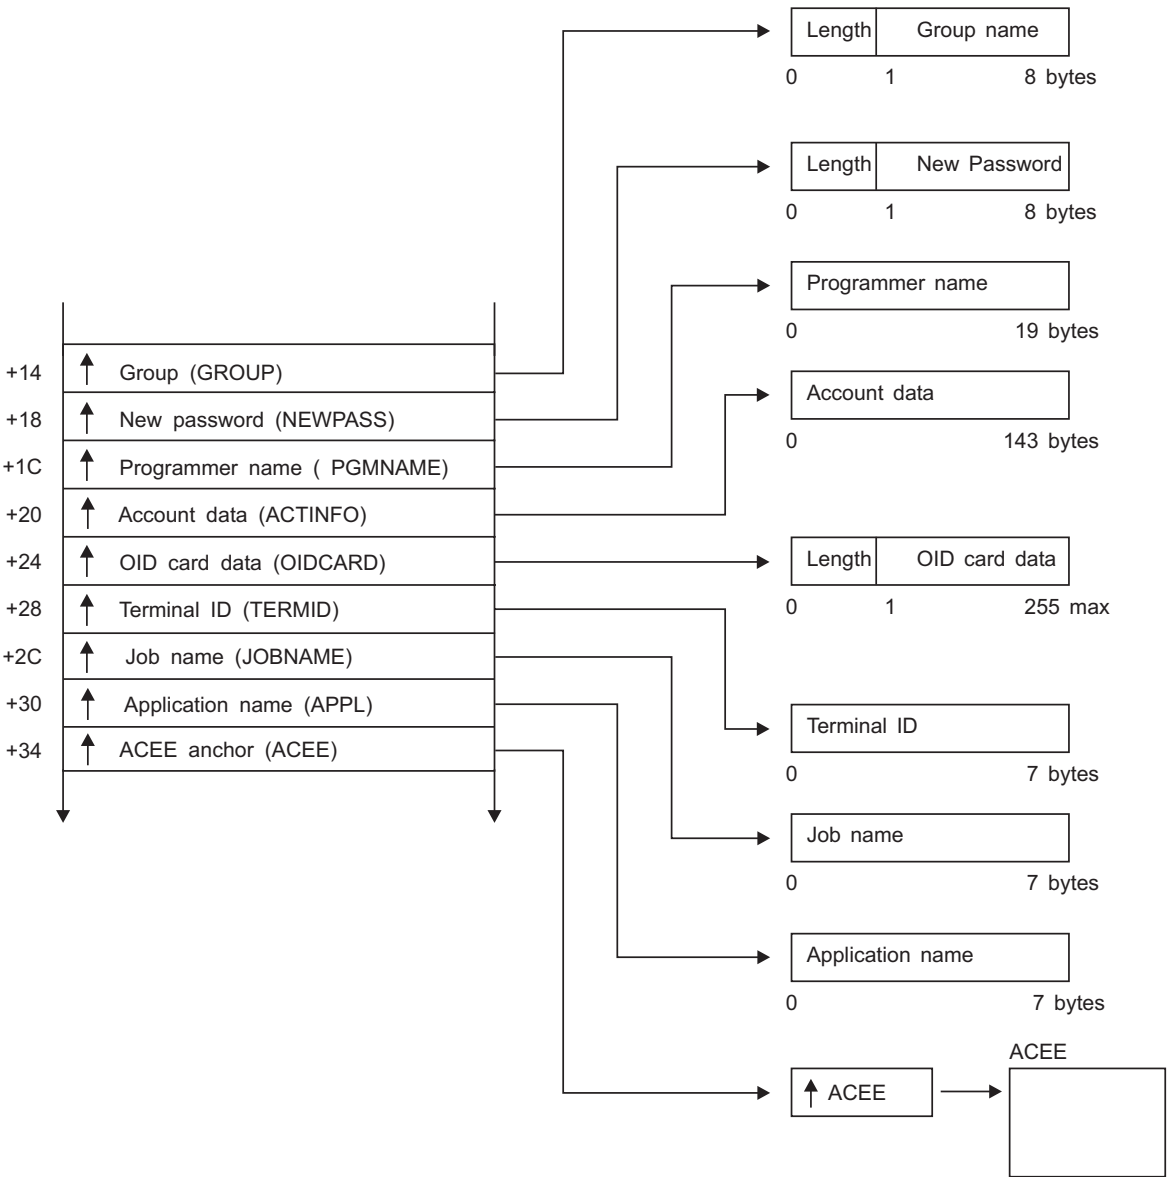 Length Group name
0 1 8 bytes
Length New Password
0 1 8 bytes
Programmer name
0 19 bytes
+14 Group (GROUP)
Account data
+18 New password (NEWPASS)
0 143 bytes
+1C Programmer name ( PGMNAME)
+20 Account data (ACTINFO)
+24 OID card data (OIDCARD)
Length OID card data
0 1 255 max
+28 Terminal ID (TERMID)
+2C Job name (JOBNAME)
+30 Application name (APPL)
Terminal ID
+34 ACEE anchor (ACEE)
0 7 bytes
Job name
0 7 bytes
Application name
0 7 bytes
ACEE
ACEE